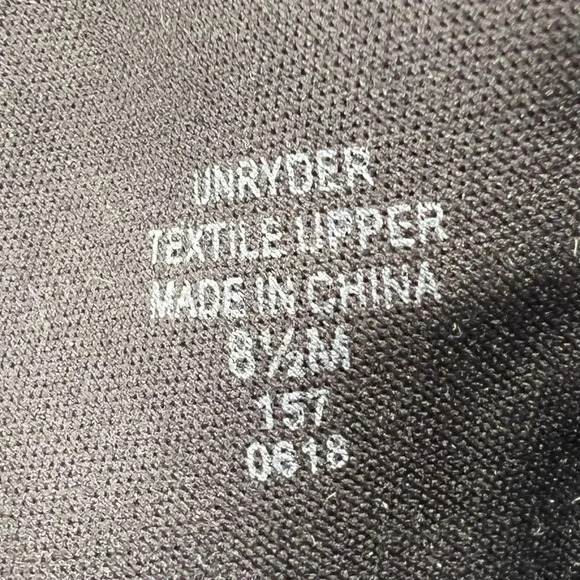 UNRYDER
TEXTILE UPPER
MADE IN CHINA
8½M
157
0618